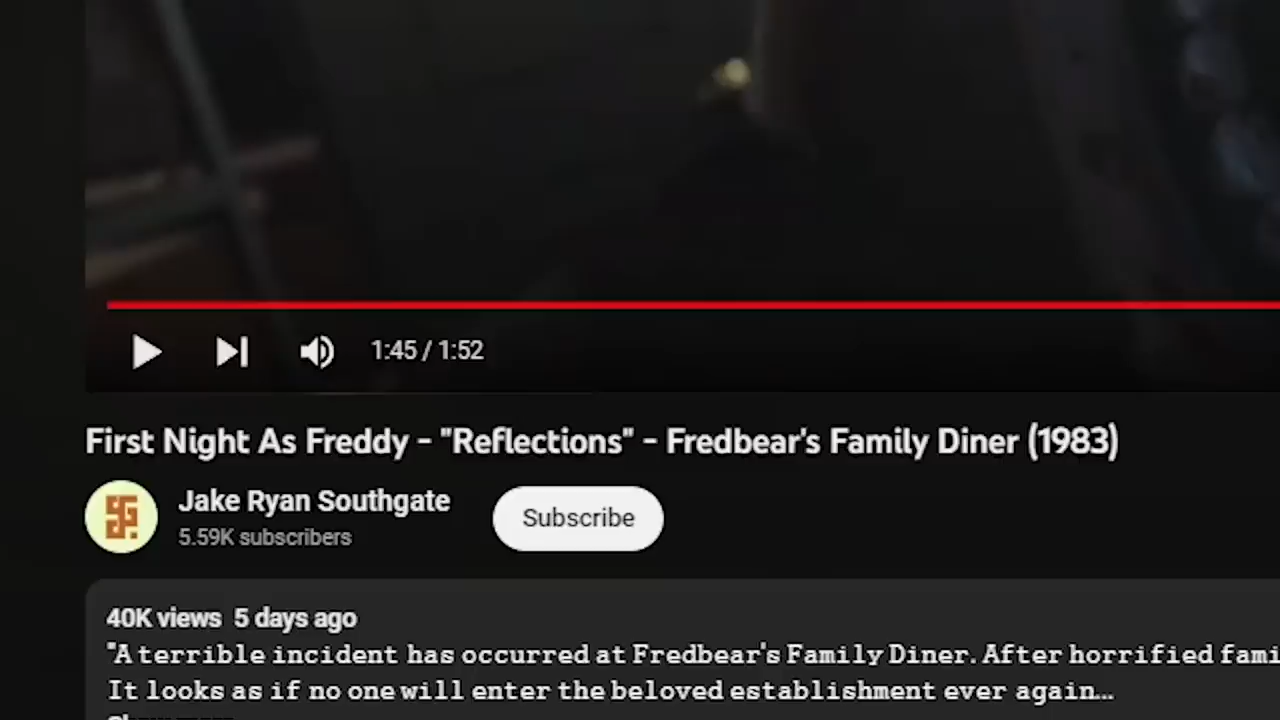 1:45 / 1:52
First Night As Freddy - "Reflections" - Fredbear's Family Diner (1983)
Jake Ryan Southgate
5.59K subscribers
Subscribe
40K views 5 days ago
"A terrible incident has occurred at Fredbear's Family Diner. After horrified fami
It looks as if no one will enter the beloved establishment ever again...